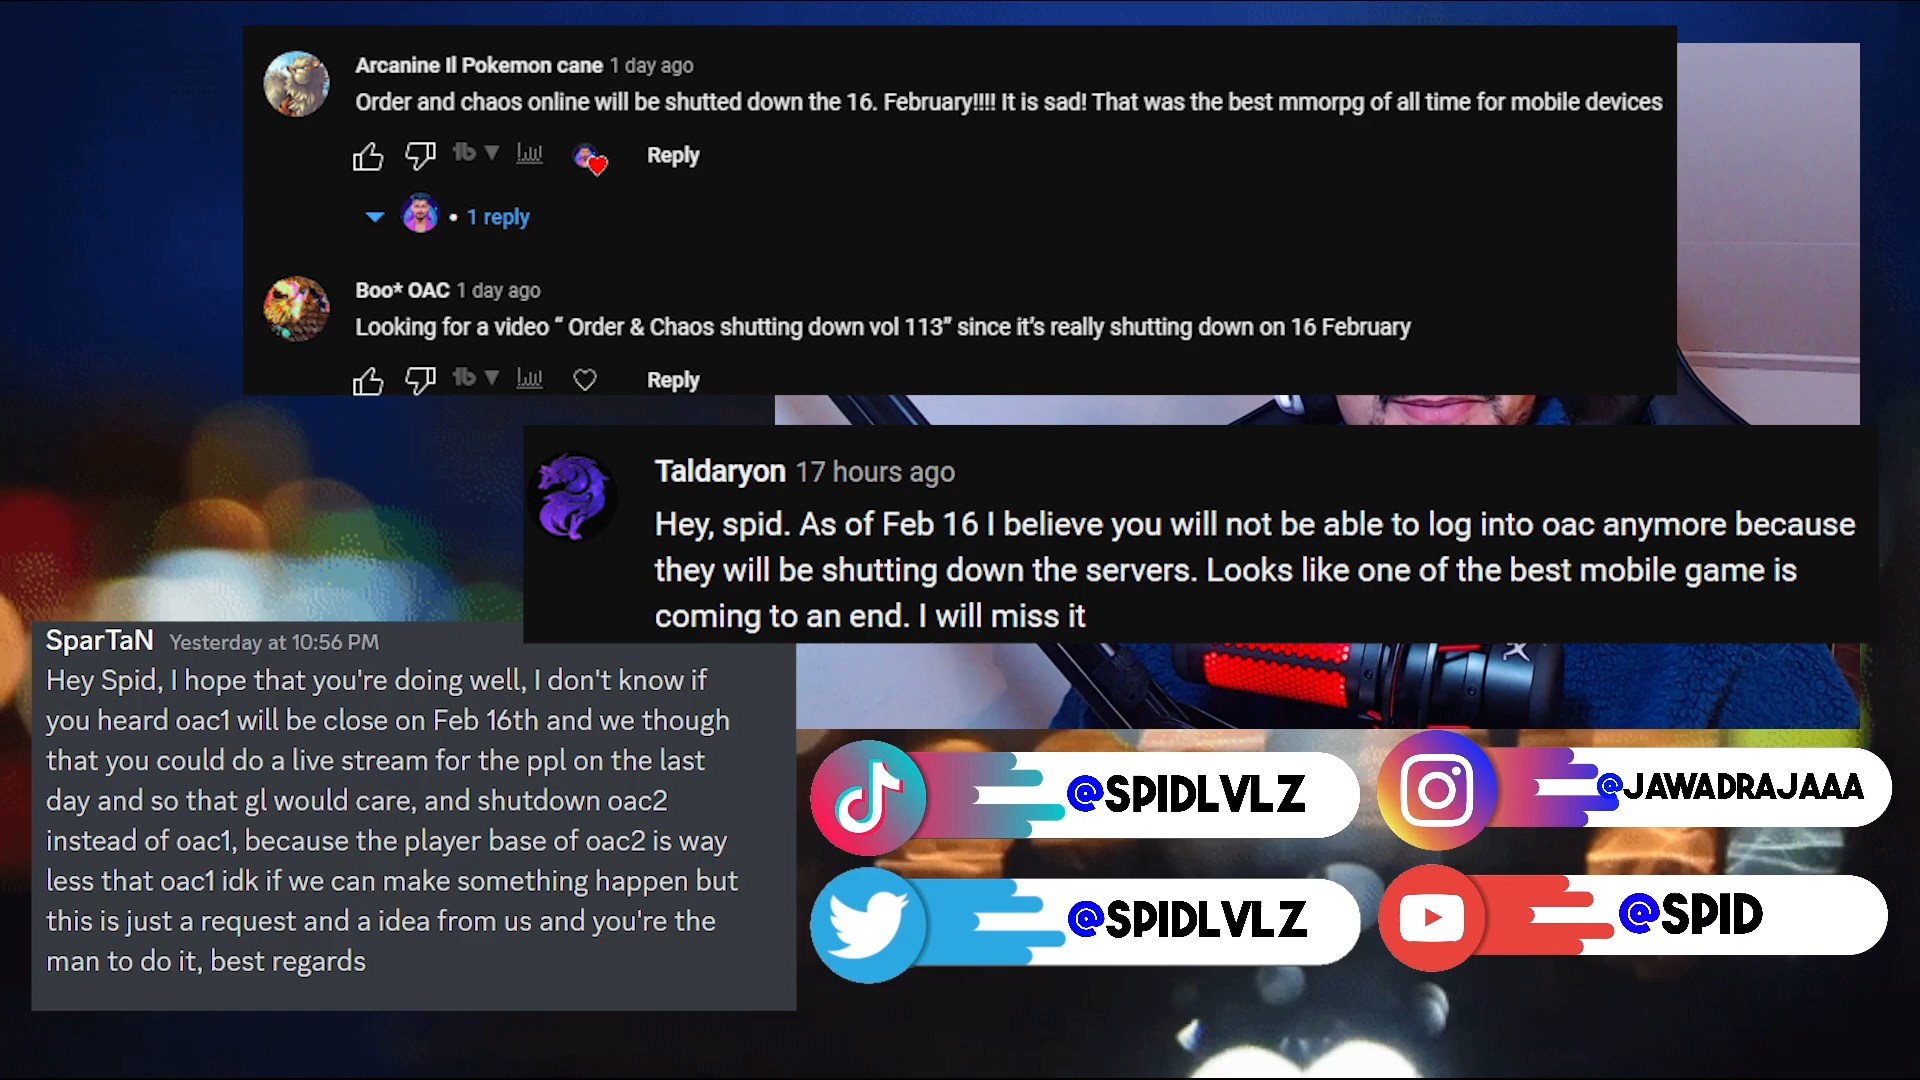 Arcanine Il Pokemon cane 1 day ago
Order and chaos online will be shutted down the 16. February!!!! It is sad! That was the best mmorpg of all time for mobile devices
Reply
• 1 reply
Boo* OAC 1 day ago
Looking for a video “ Order & Chaos shutting down vol 113” since it’s really shutting down on 16 February
Reply
Taldaryon 17 hours ago
Hey, spid. As of Feb 16 I believe you will not be able to log into oac anymore because
they will be shutting down the servers. Looks like one of the best mobile game is
coming to an end. I will miss it
SparTaN Yesterday at 10:56 PM
Hey Spid, I hope that you're doing well, I don't know if
you heard oac1 will be close on Feb 16th and we though
that you could do a live stream for the ppl on the last
day and so that gl would care, and shutdown oac2
instead of oac1, because the player base of oac2 is way
less that oac1 idk if we can make something happen but
this is just a request and a idea from us and you're the
man to do it, best regards
@SPIDLVLZ
@JAWADRAJAAA
@SPIDLVLZ
@SPID